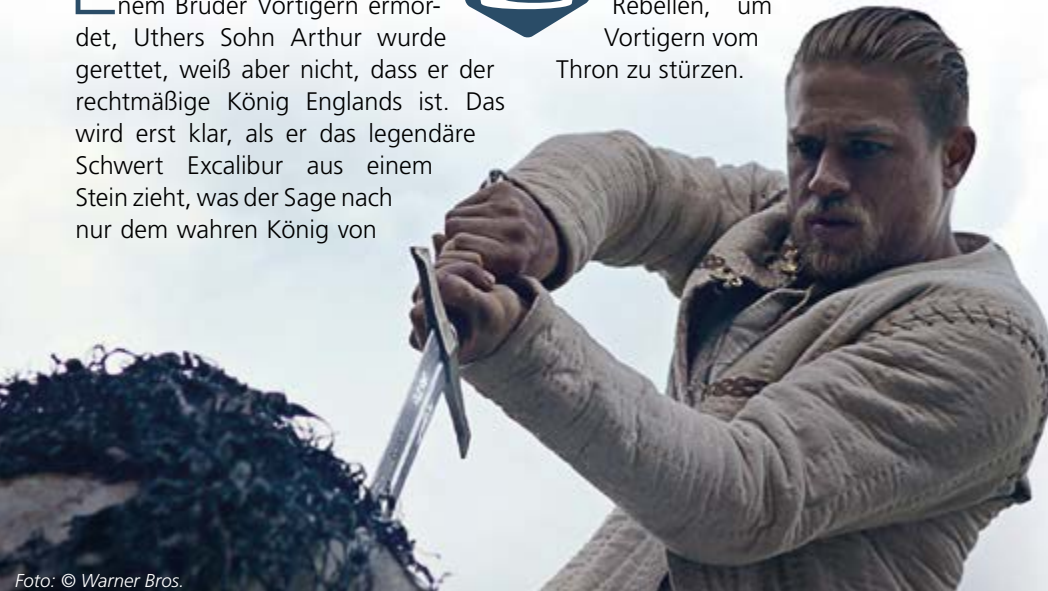 nem Bruder Vortigern ermor-
det, Uthers Sohn Arthur wurde
gerettet, weiß aber nicht, dass er der
rechtmäßige König Englands ist. Das
wird erst klar, als er das legendäre
Schwert Excalibur aus einem
Stein zieht, was der Sage nach
nur dem wahren König von
Rebellen, um
Vortigern vom
Thron zu stürzen.
Foto: © Warner Bros.